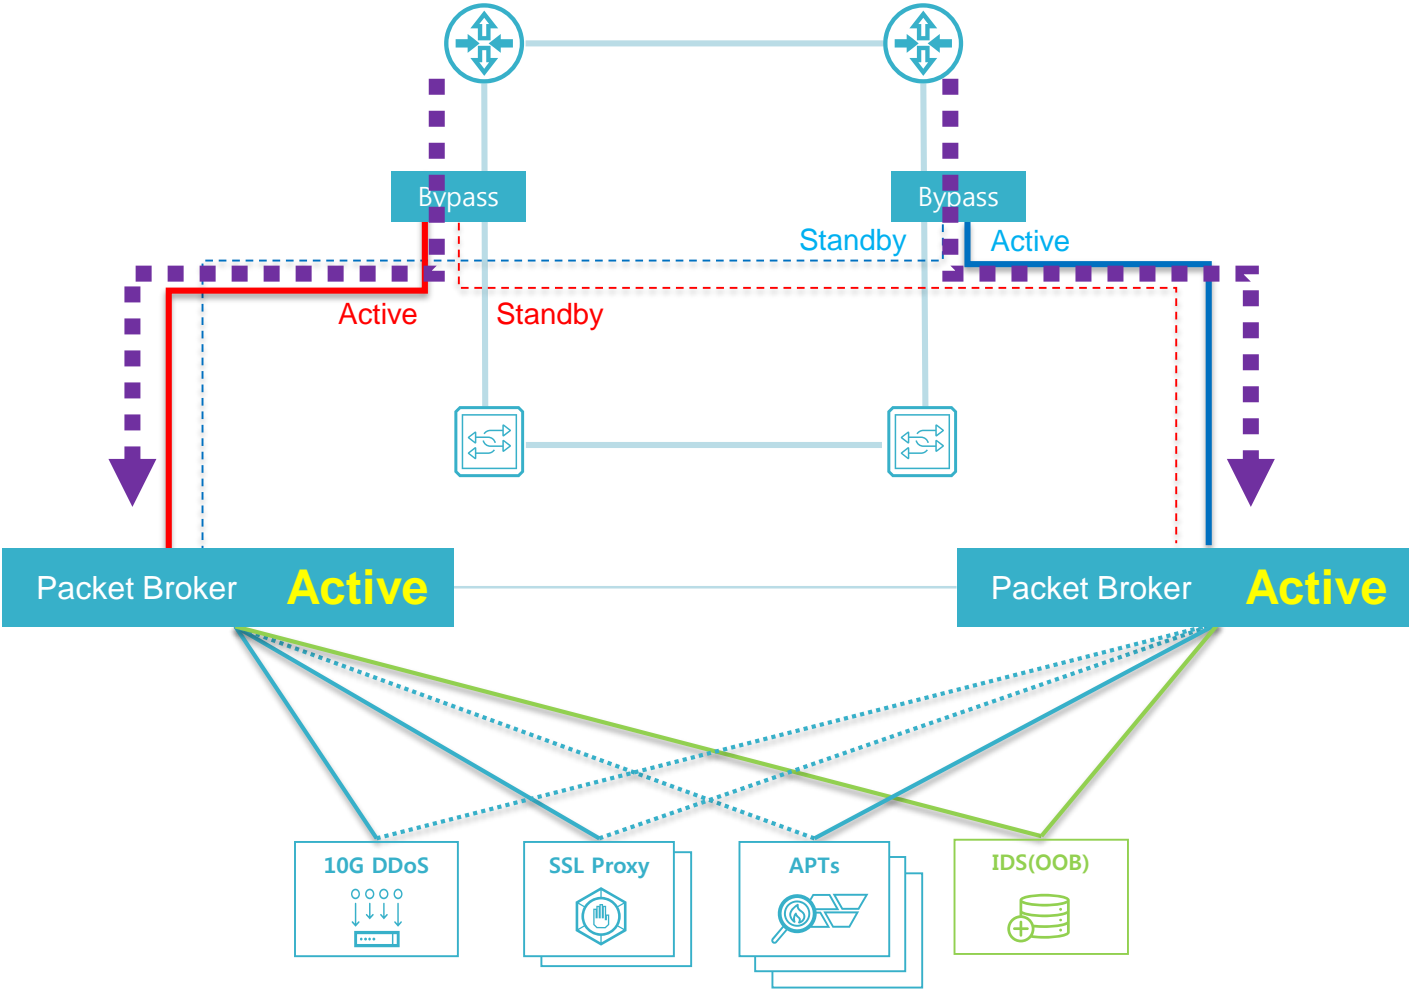 Bypass
Bypass
Standby
Active
Active
Standby
Packet Broker
Active
Packet Broker
Active
10G DDoS
SSL Proxy
APTs
IDS(OOB)